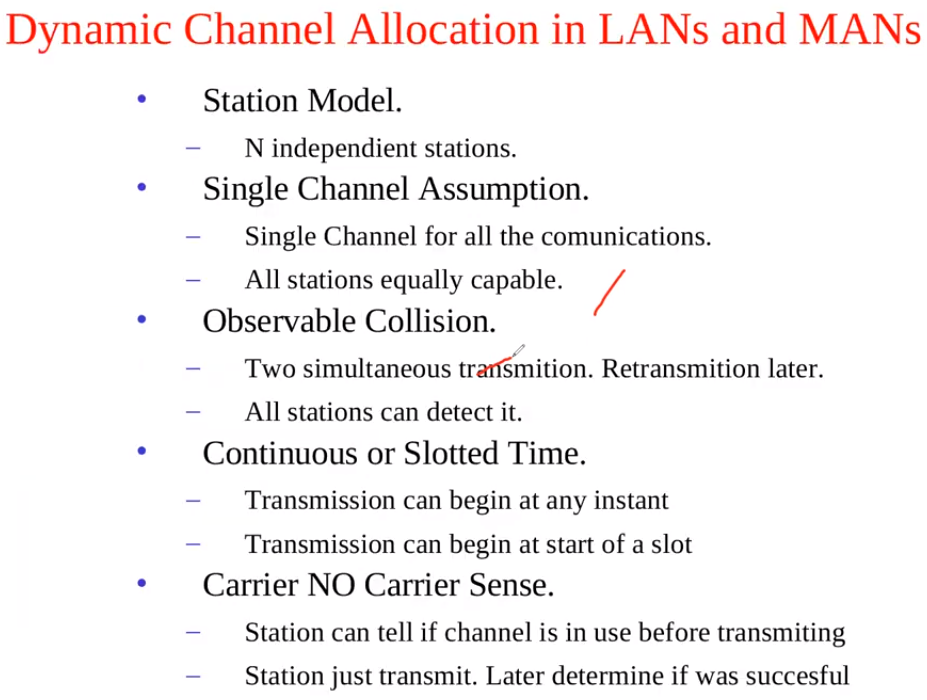 Dynamic Channel Allocation in LANs and MANs
• Station Model.
– N independent stations.
• Single Channel Assumption.
– Single Channel for all the comunications.
– All stations equally capable.
• Observable Collision.
– Two simultaneous transmition. Retransmition later.
– All stations can detect it.
• Continuous or Slotted Time.
– Transmission can begin at any instant
– Transmission can begin at start of a slot
• Carrier NO Carrier Sense.
– Station can tell if channel is in use before transmiting
– Station just transmit. Later determine if was succesful